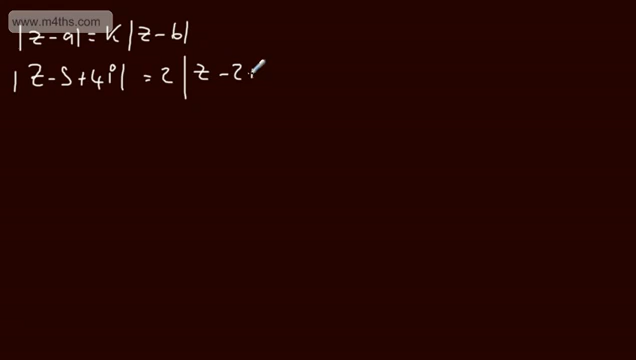 www.m4ths.com
|z-a| = k|z-b|
|z-5+4i| = 2|z-2